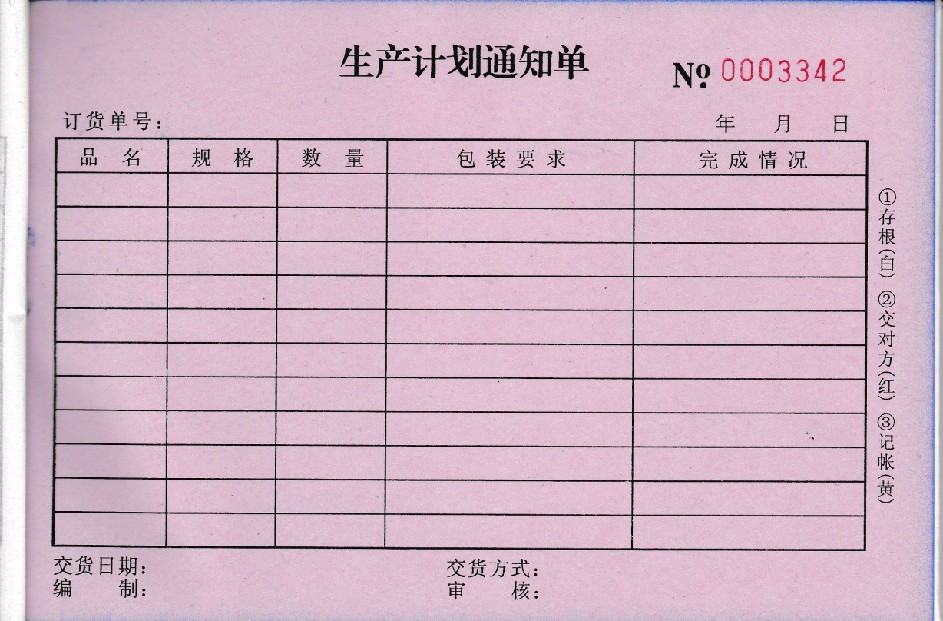 生产计划通知单
№ 0003342
订货单号：
年 月 日
品 名 规 格 数 量 包 装 要 求 完 成 情 况
①存根(白) ②交对方(红) ③记帐(黄)
交货日期： 交货方式：
编 制： 审 核：